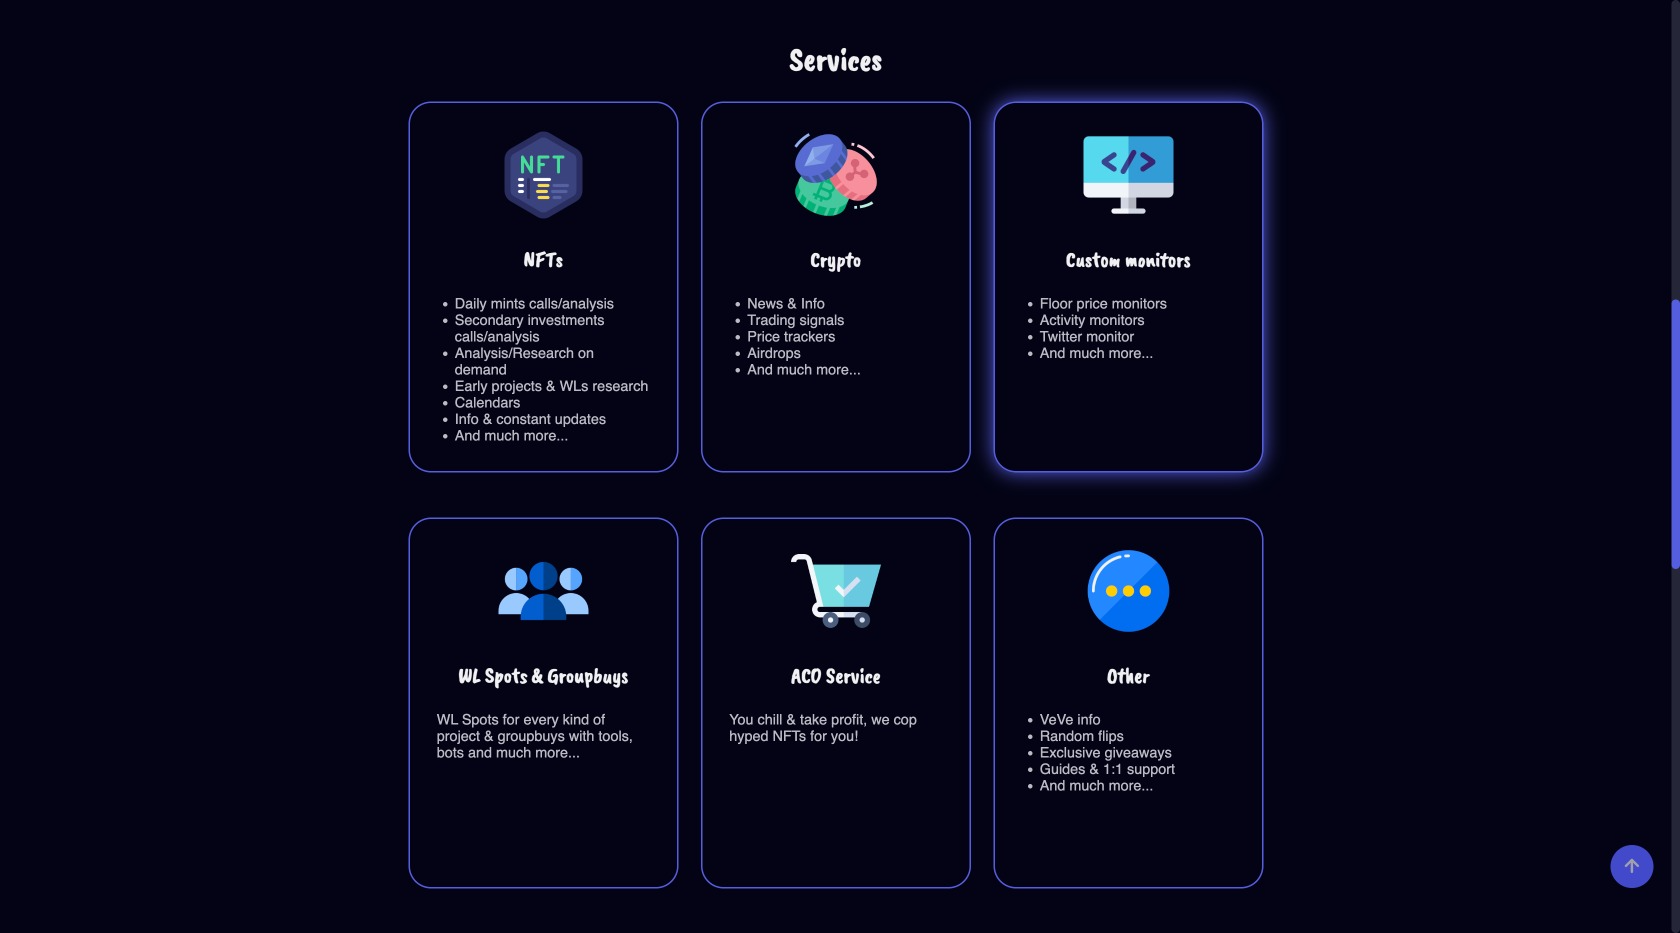 Services
NFT
NFTs
• Daily mints calls/analysis
• Secondary investments
calls/analysis
• Analysis/Research on
demand
• Early projects & WLs research
• Calendars
• Info & constant updates
• And much more...
Crypto
• News & Info
• Trading signals
• Price trackers
• Airdrops
• And much more...
</>
Custom monitors
• Floor price monitors
• Activity monitors
• Twitter monitor
• And much more...
WL Spots & Groupbuys
WL Spots for every kind of
project & groupbuys with tools,
bots and much more...
ACO Service
You chill & take profit, we cop
hyped NFTs for you!
Other
• VeVe info
• Random flips
• Exclusive giveaways
• Guides & 1:1 support
• And much more...